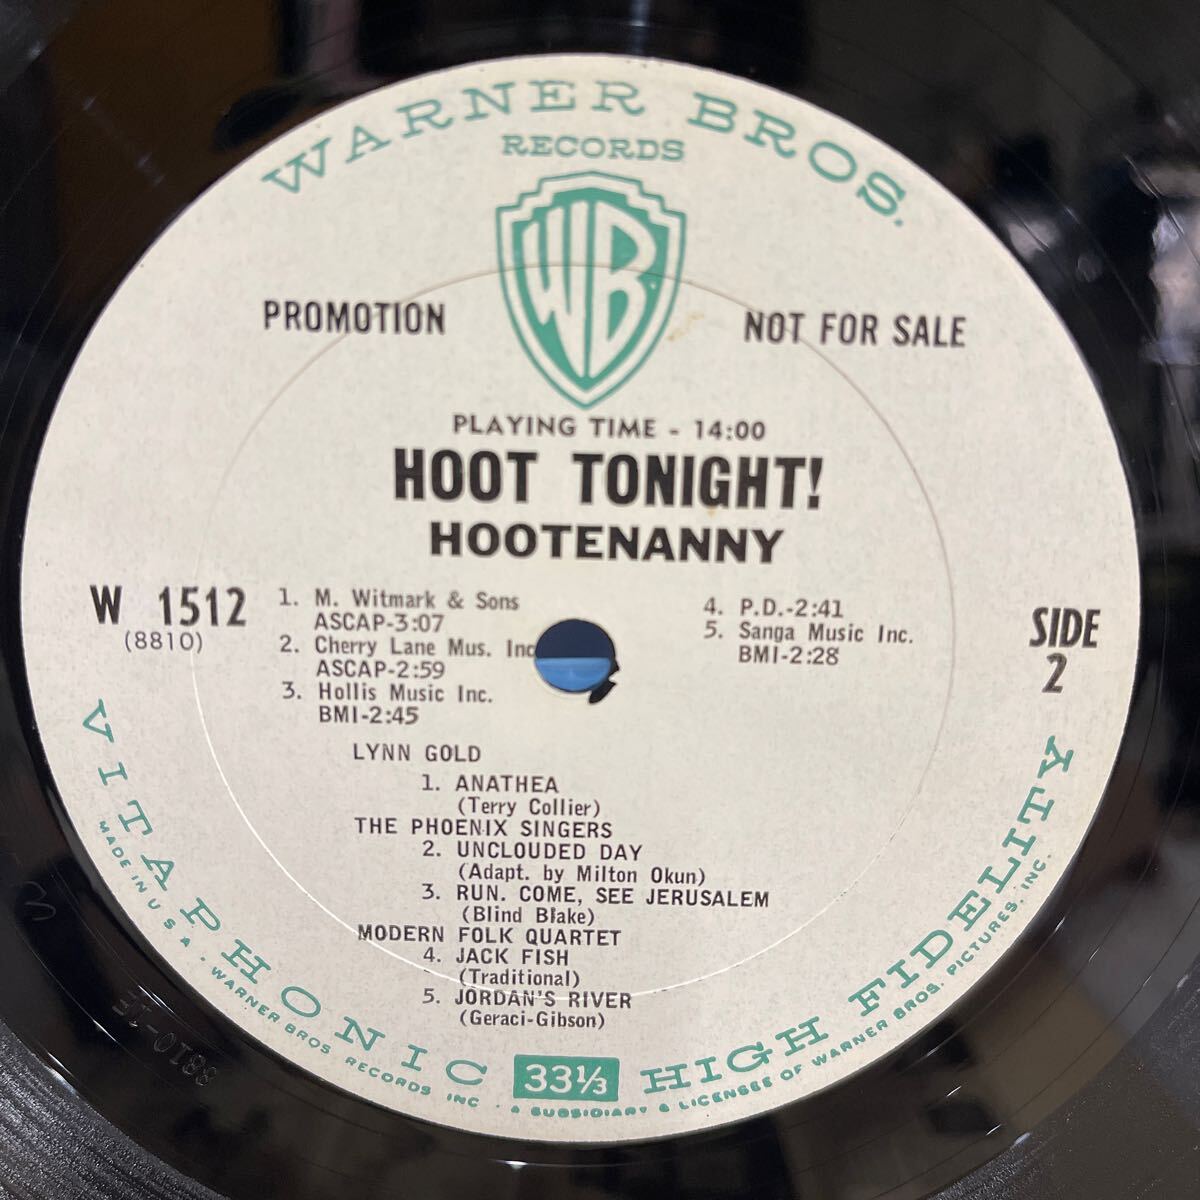 WARNER BROS.
RECORDS
WB
PROMOTION
NOT FOR SALE
PLAYING TIME - 14:00
HOOT TONIGHT!
HOOTENANNY
W 1512
(8810)
1. M. Witmark & Sons
ASCAP-3:07
2. Cherry Lane Mus. Inc
ASCAP-2:59
3. Hollis Music Inc.
BMI-2:45
4. P.D.-2:41
5. Sanga Music Inc.
BMI-2:28
SIDE
2
LYNN GOLD
1. ANATHEA
(Terry Collier)
THE PHOENIX SINGERS
2. UNCLOUDED DAY
(Adapt. by Milton Okun)
3. RUN. COME, SEE JERUSALEM
(Blind Blake)
MODERN FOLK QUARTET
4. JACK FISH
(Traditional)
5. JORDAN'S RIVER
(Geraci-Gibson)
VITAPHONIC 33⅓ HIGH FIDELITY
MADE IN U S A . WARNER BROS RECORDS INC . A SUBSIDIARY & LICENSEE OF WARNER BROS. PICTURES, INC.